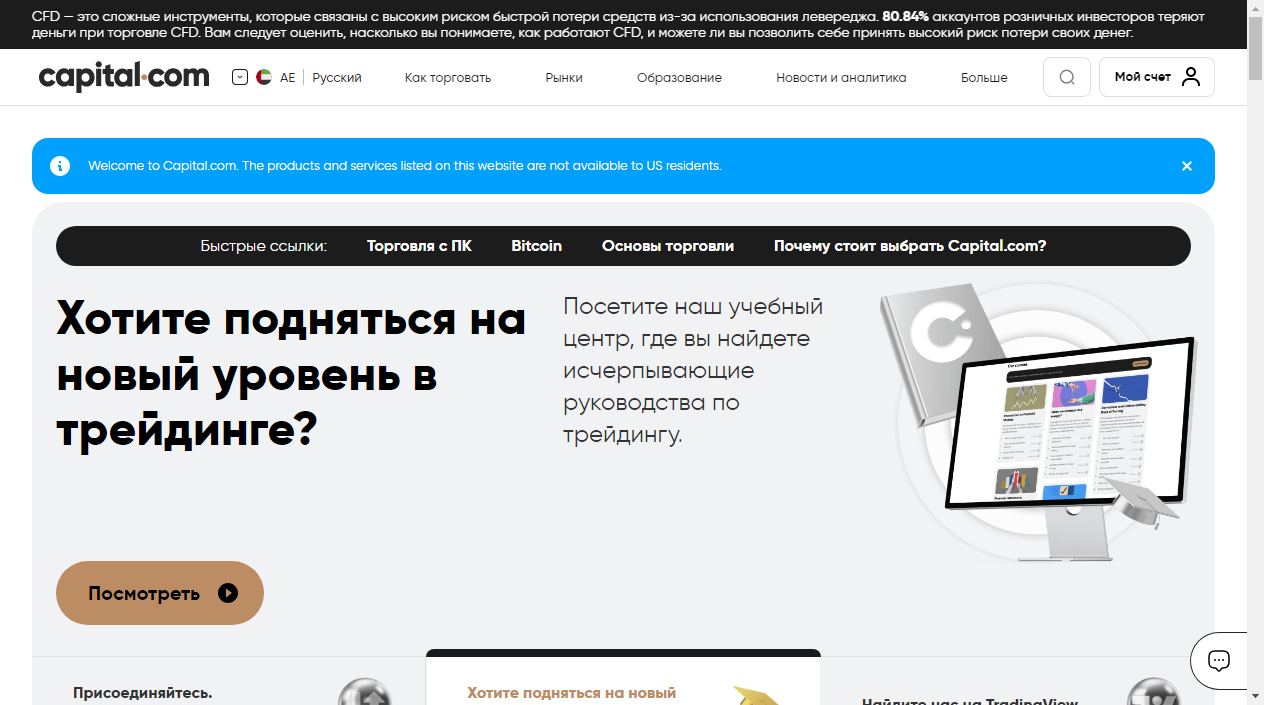 CFD — это сложные инструменты, которые связаны с высоким риском быстрой потери средств из-за использования левереджа. 80.84% аккаунтов розничных инвесторов теряют
деньги при торговле CFD. Вам следует оценить, насколько вы понимаете, как работают CFD, и можете ли вы позволить себе принять высокий риск потери своих денег.
capital.com AE Русский Как торговать Рынки Образование Новости и аналитика Больше Мой счет
Welcome to Capital.com. The products and services listed on this website are not available to US residents.
Быстрые ссылки: Торговля с ПК Bitcoin Основы торговли Почему стоит выбрать Capital.com?
Хотите подняться на
новый уровень в
трейдинге?
Посетите наш учебный
центр, где вы найдете
исчерпывающие
руководства по
трейдингу.
Посмотреть
Присоединяйтесь.
Хотите подняться на новый
Найдите нас на TradingView